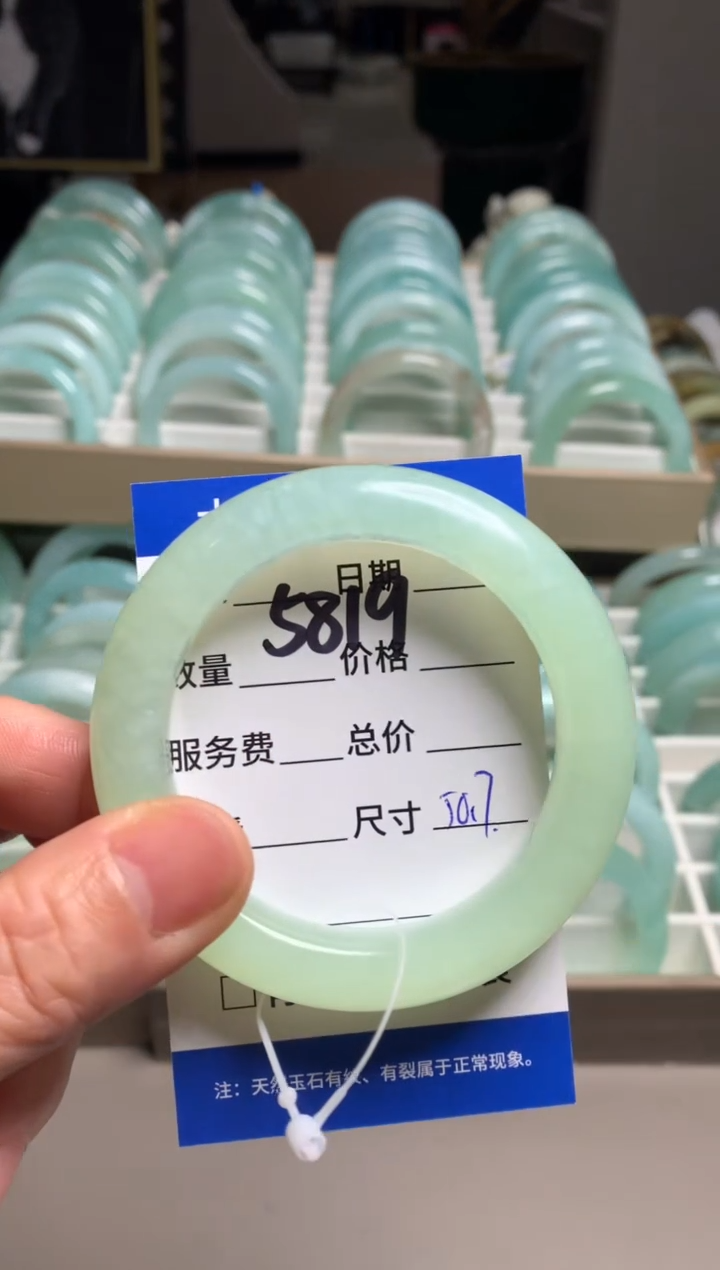 日期
5819
数量 价格
服务费 总价
尺寸 50.7
注：天然玉石有纹、有裂属于正常现象。